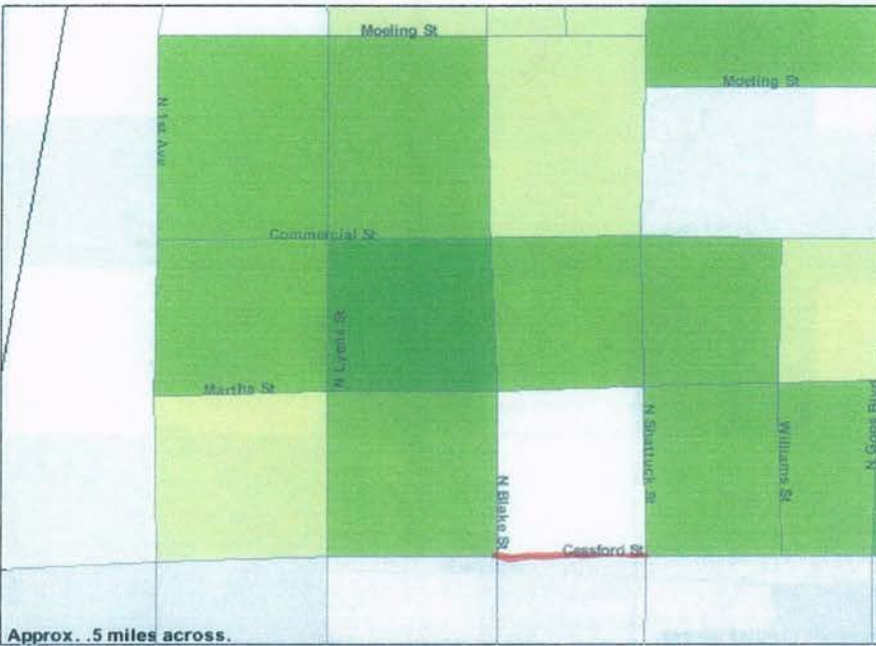 Moeling St
Moeling St
N 1st Ave
Commercial St
N Lyons St
Martha St
N Shattuck St
Williams St
N Goos Blvd
N Blake St
Cessford St
Approx. .5 miles across.